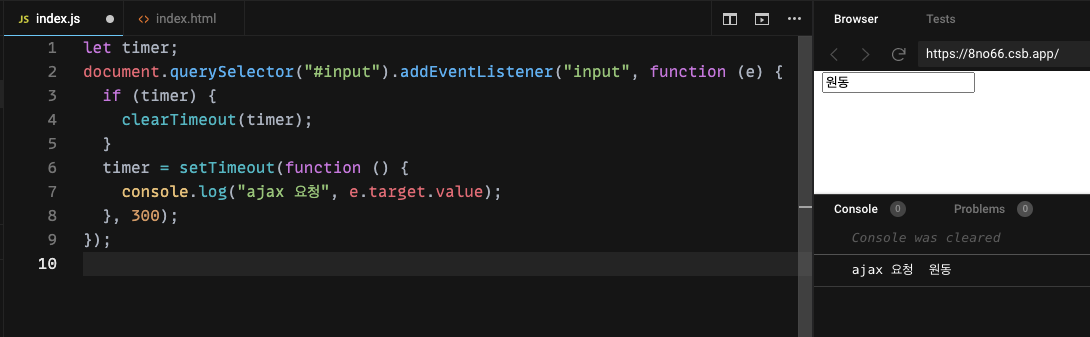 JS index.js
<> index.html
1 let timer;
2 document.querySelector("#input").addEventListener("input", function (e) {
3 if (timer) {
4 clearTimeout(timer);
5 }
6 timer = setTimeout(function () {
7 console.log("ajax 요청", e.target.value);
8 }, 300);
9 });
10
Browser Tests
https://8no66.csb.app/
원동
Console 0 Problems 0
Console was cleared
ajax 요청 원동